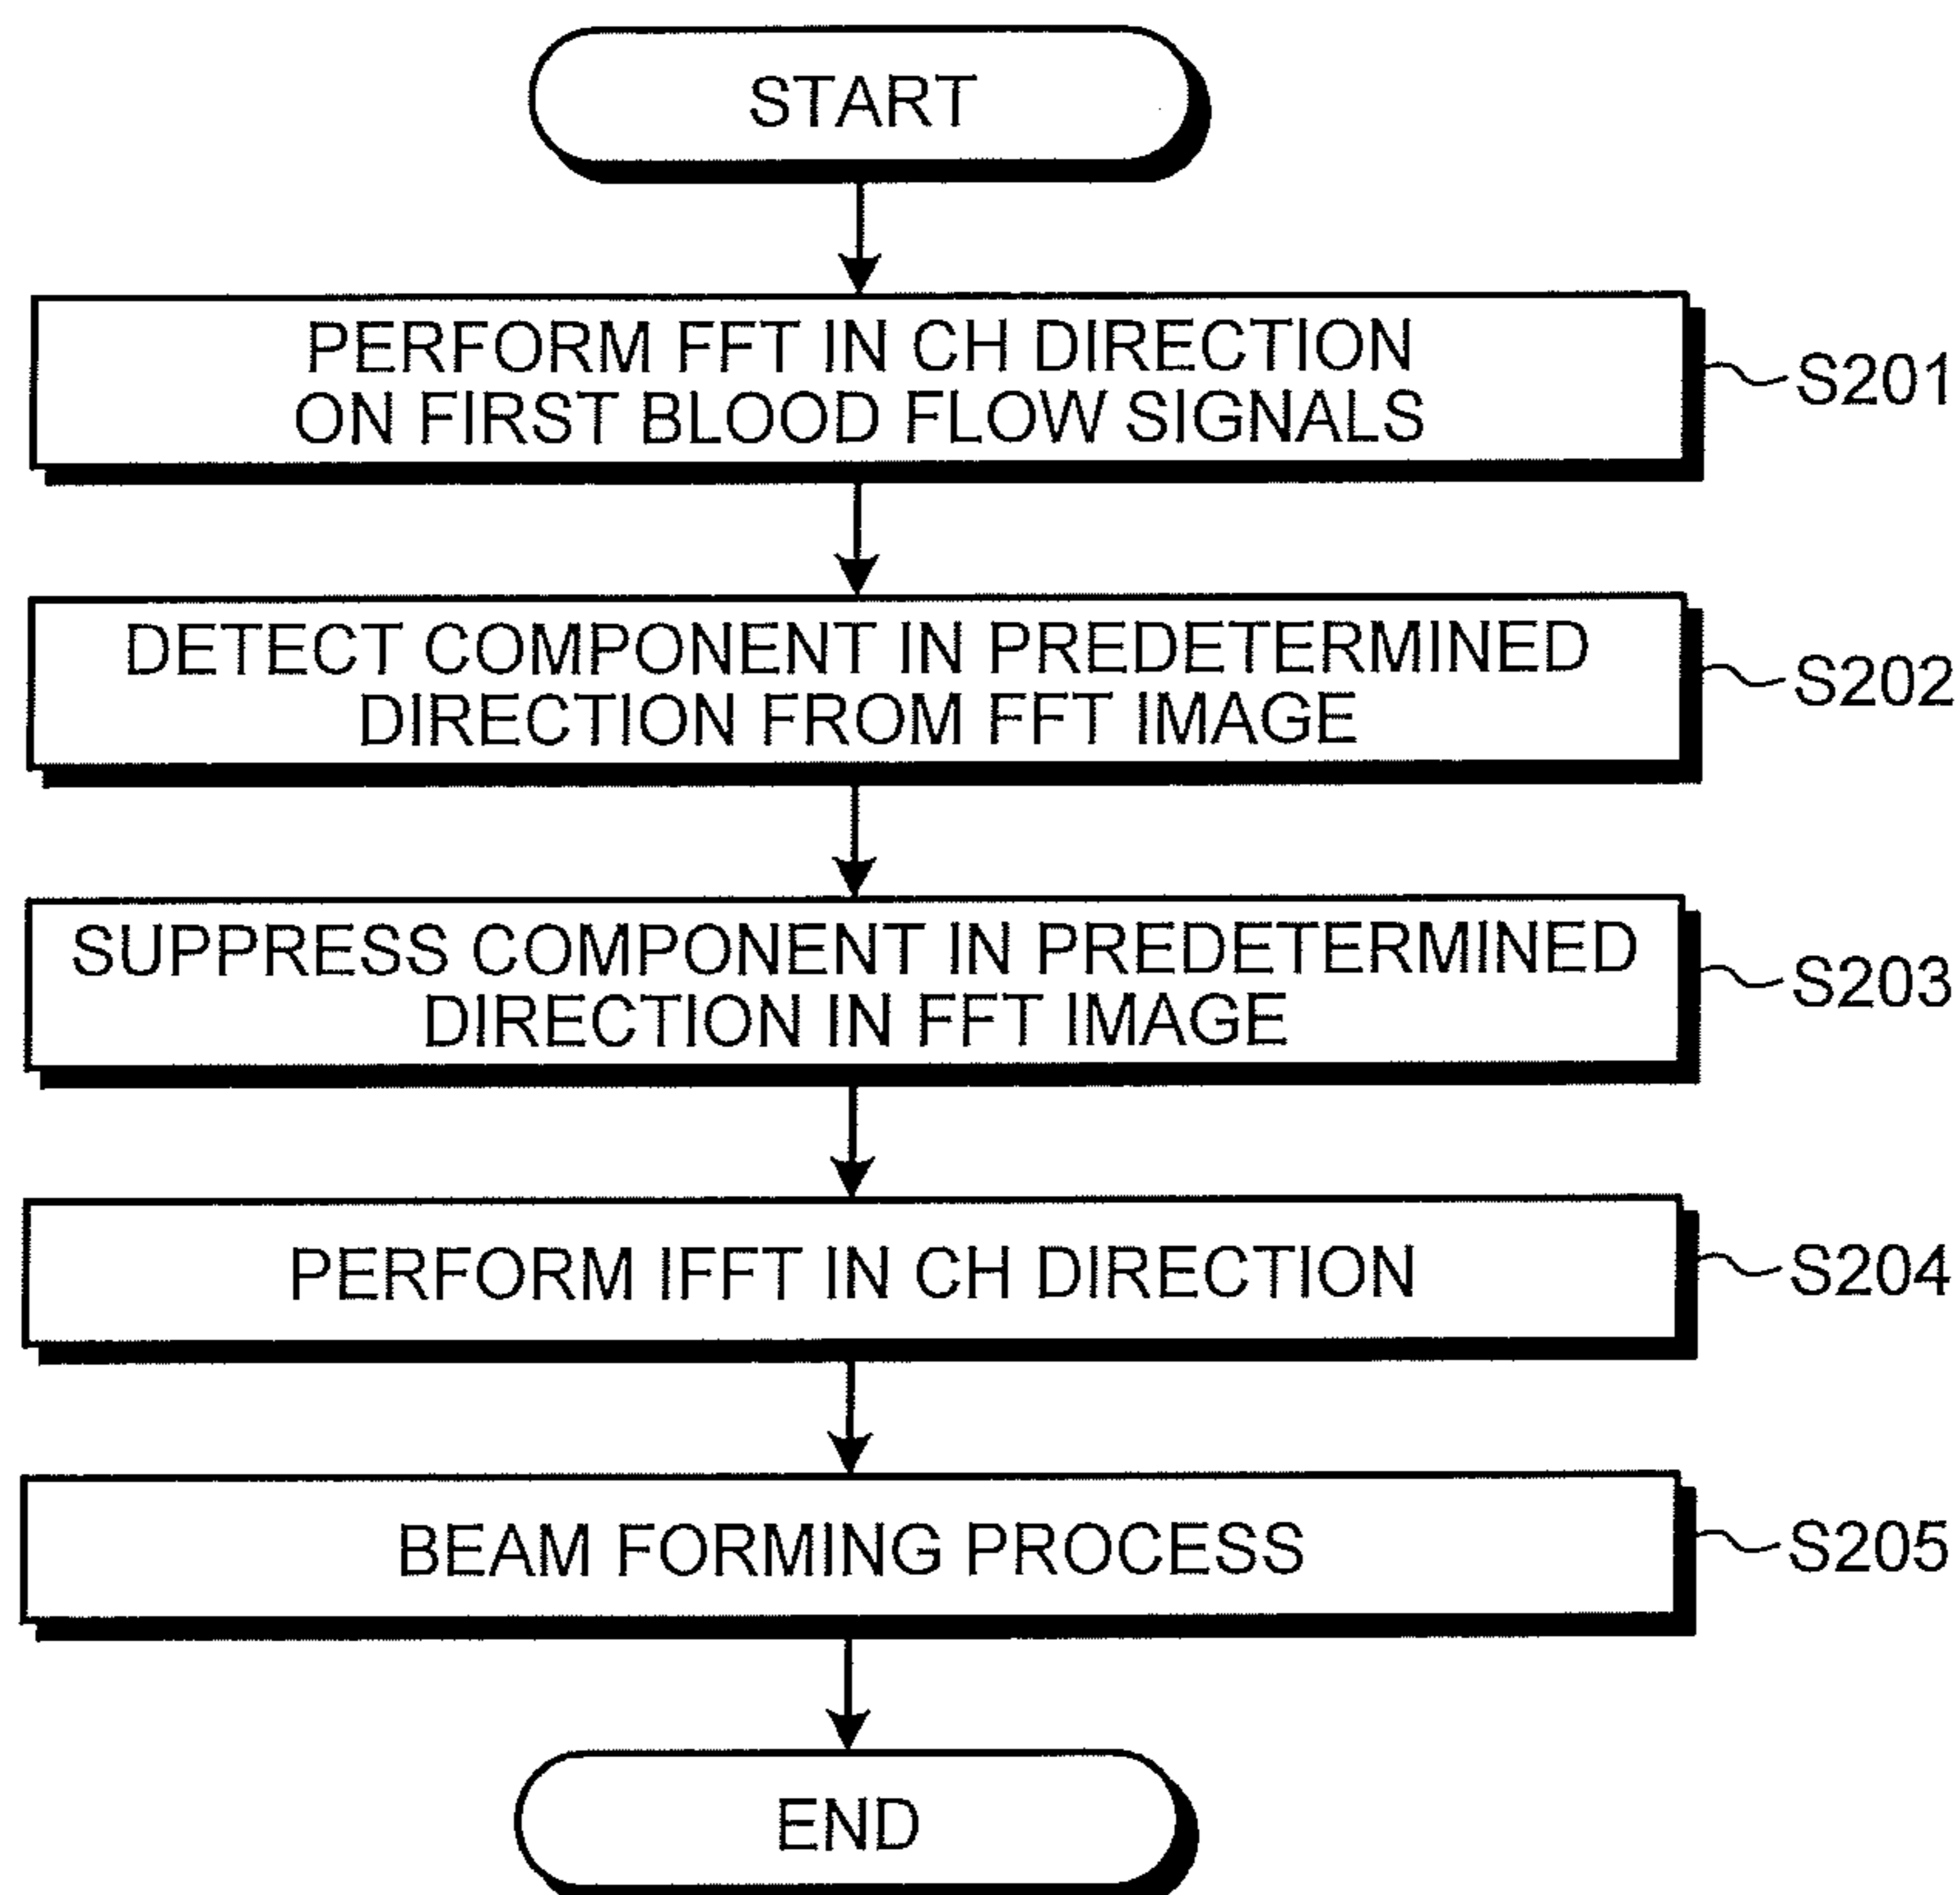 START
PERFORM FFT IN CH DIRECTION
ON FIRST BLOOD FLOW SIGNALS
S201
DETECT COMPONENT IN PREDETERMINED
DIRECTION FROM FFT IMAGE
S202
SUPPRESS COMPONENT IN PREDETERMINED
DIRECTION IN FFT IMAGE
S203
PERFORM IFFT IN CH DIRECTION
S204
BEAM FORMING PROCESS
S205
END